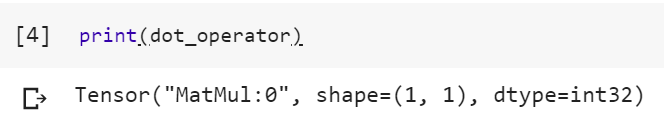 [4] print(dot_operator)
Tensor("MatMul:0", shape=(1, 1), dtype=int32)